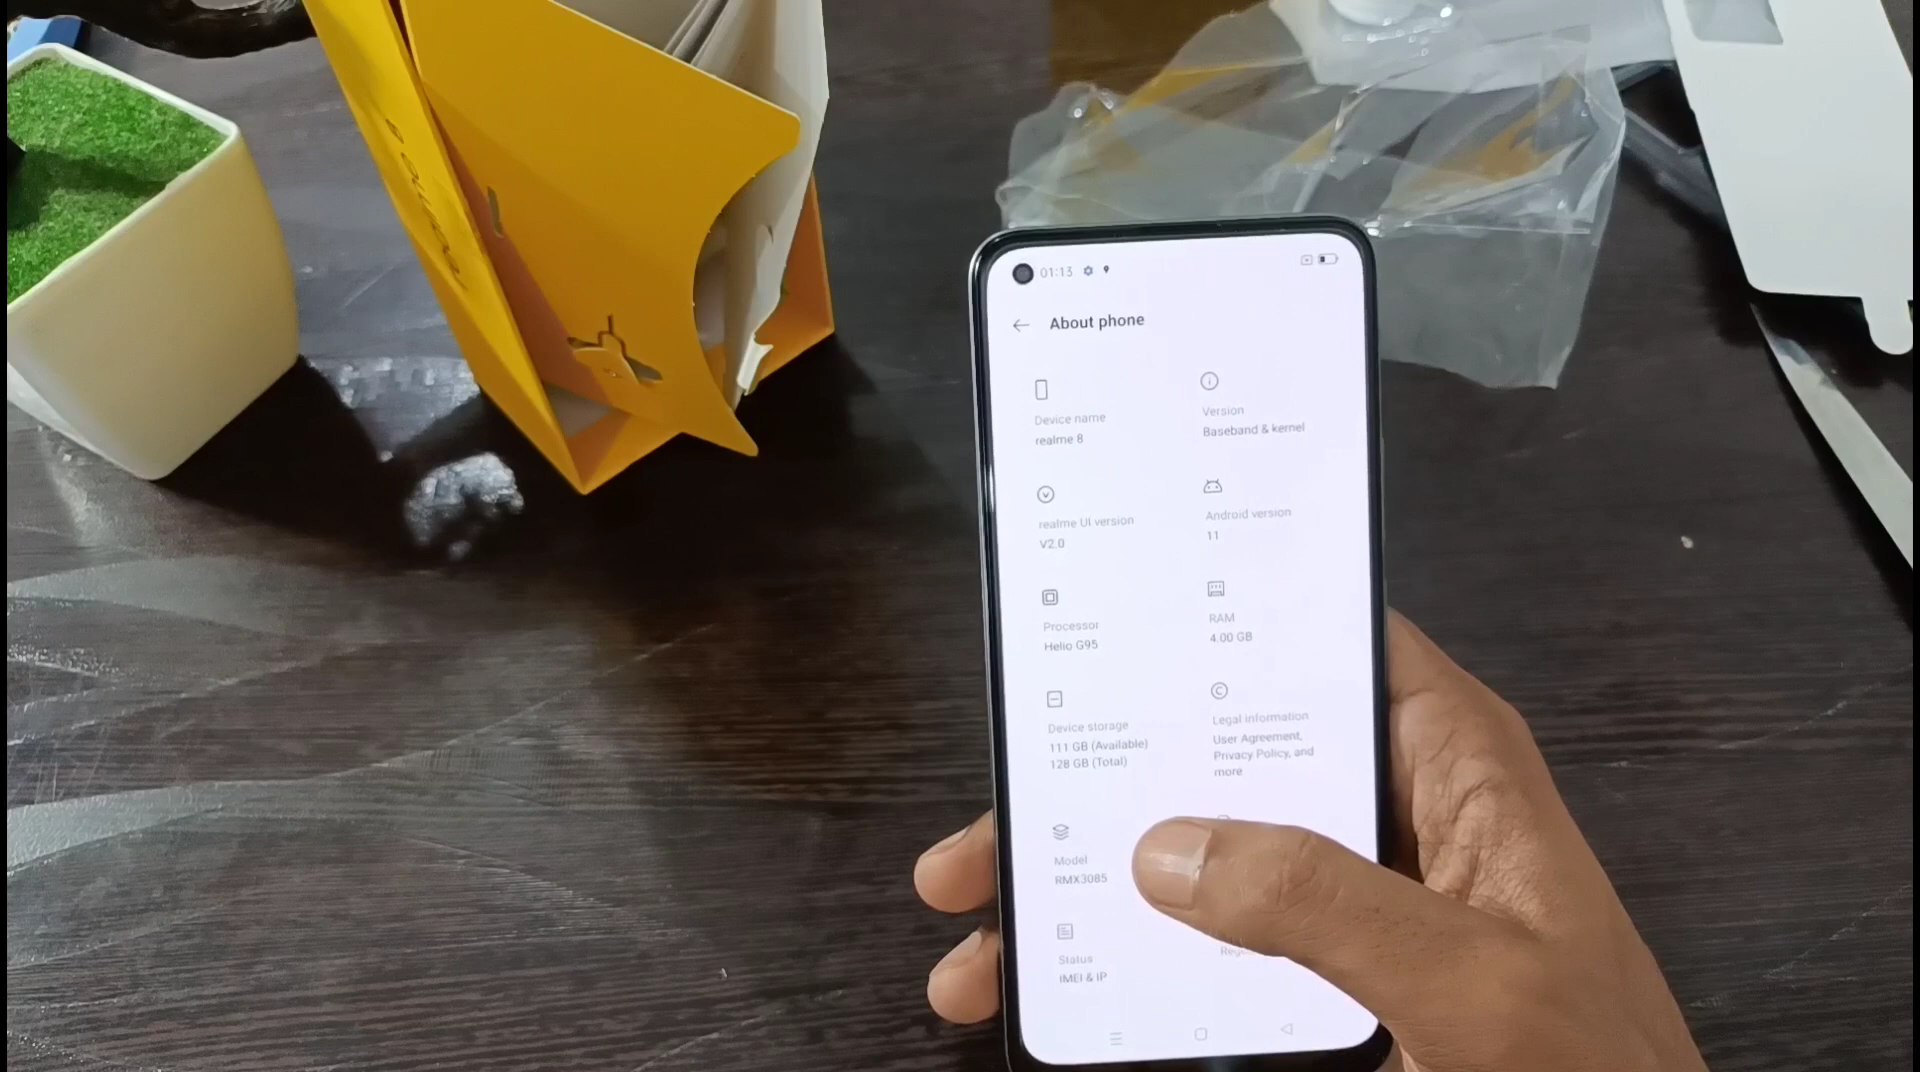 01:13
About phone
Device name
realme 8
Version
Baseband & kernel
realme UI version
V2.0
Android version
11
Processor
Helio G95
RAM
4.00 GB
Device storage
111 GB (Available)
128 GB (Total)
Legal information
User Agreement,
Privacy Policy, and
more
Model
RMX3085
Status
IMEI & IP